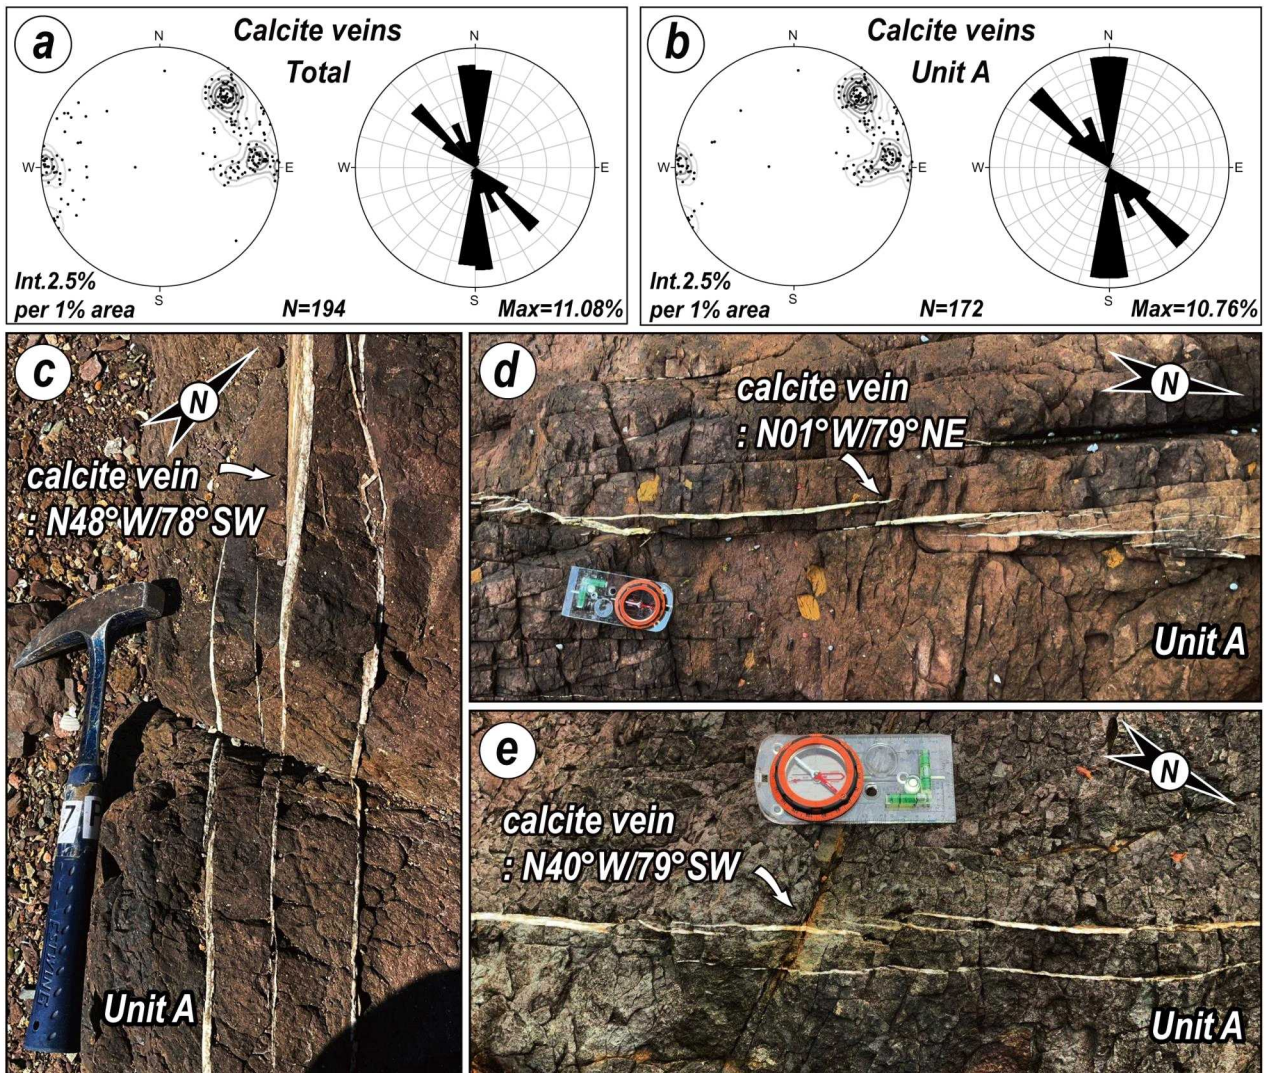 a
Calcite veins
Total
N
W
E
S
N
W
E
S
Int.2.5%
per 1% area
N=194
Max=11.08%
b
Calcite veins
Unit A
N
W
E
S
N
W
E
S
Int.2.5%
per 1% area
N=172
Max=10.76%
c
N
calcite vein
: N48°W/78°SW
ESTWING
Unit A
d
N
calcite vein
: N01°W/79°NE
Unit A
e
N
calcite vein
: N40°W/79°SW
Unit A